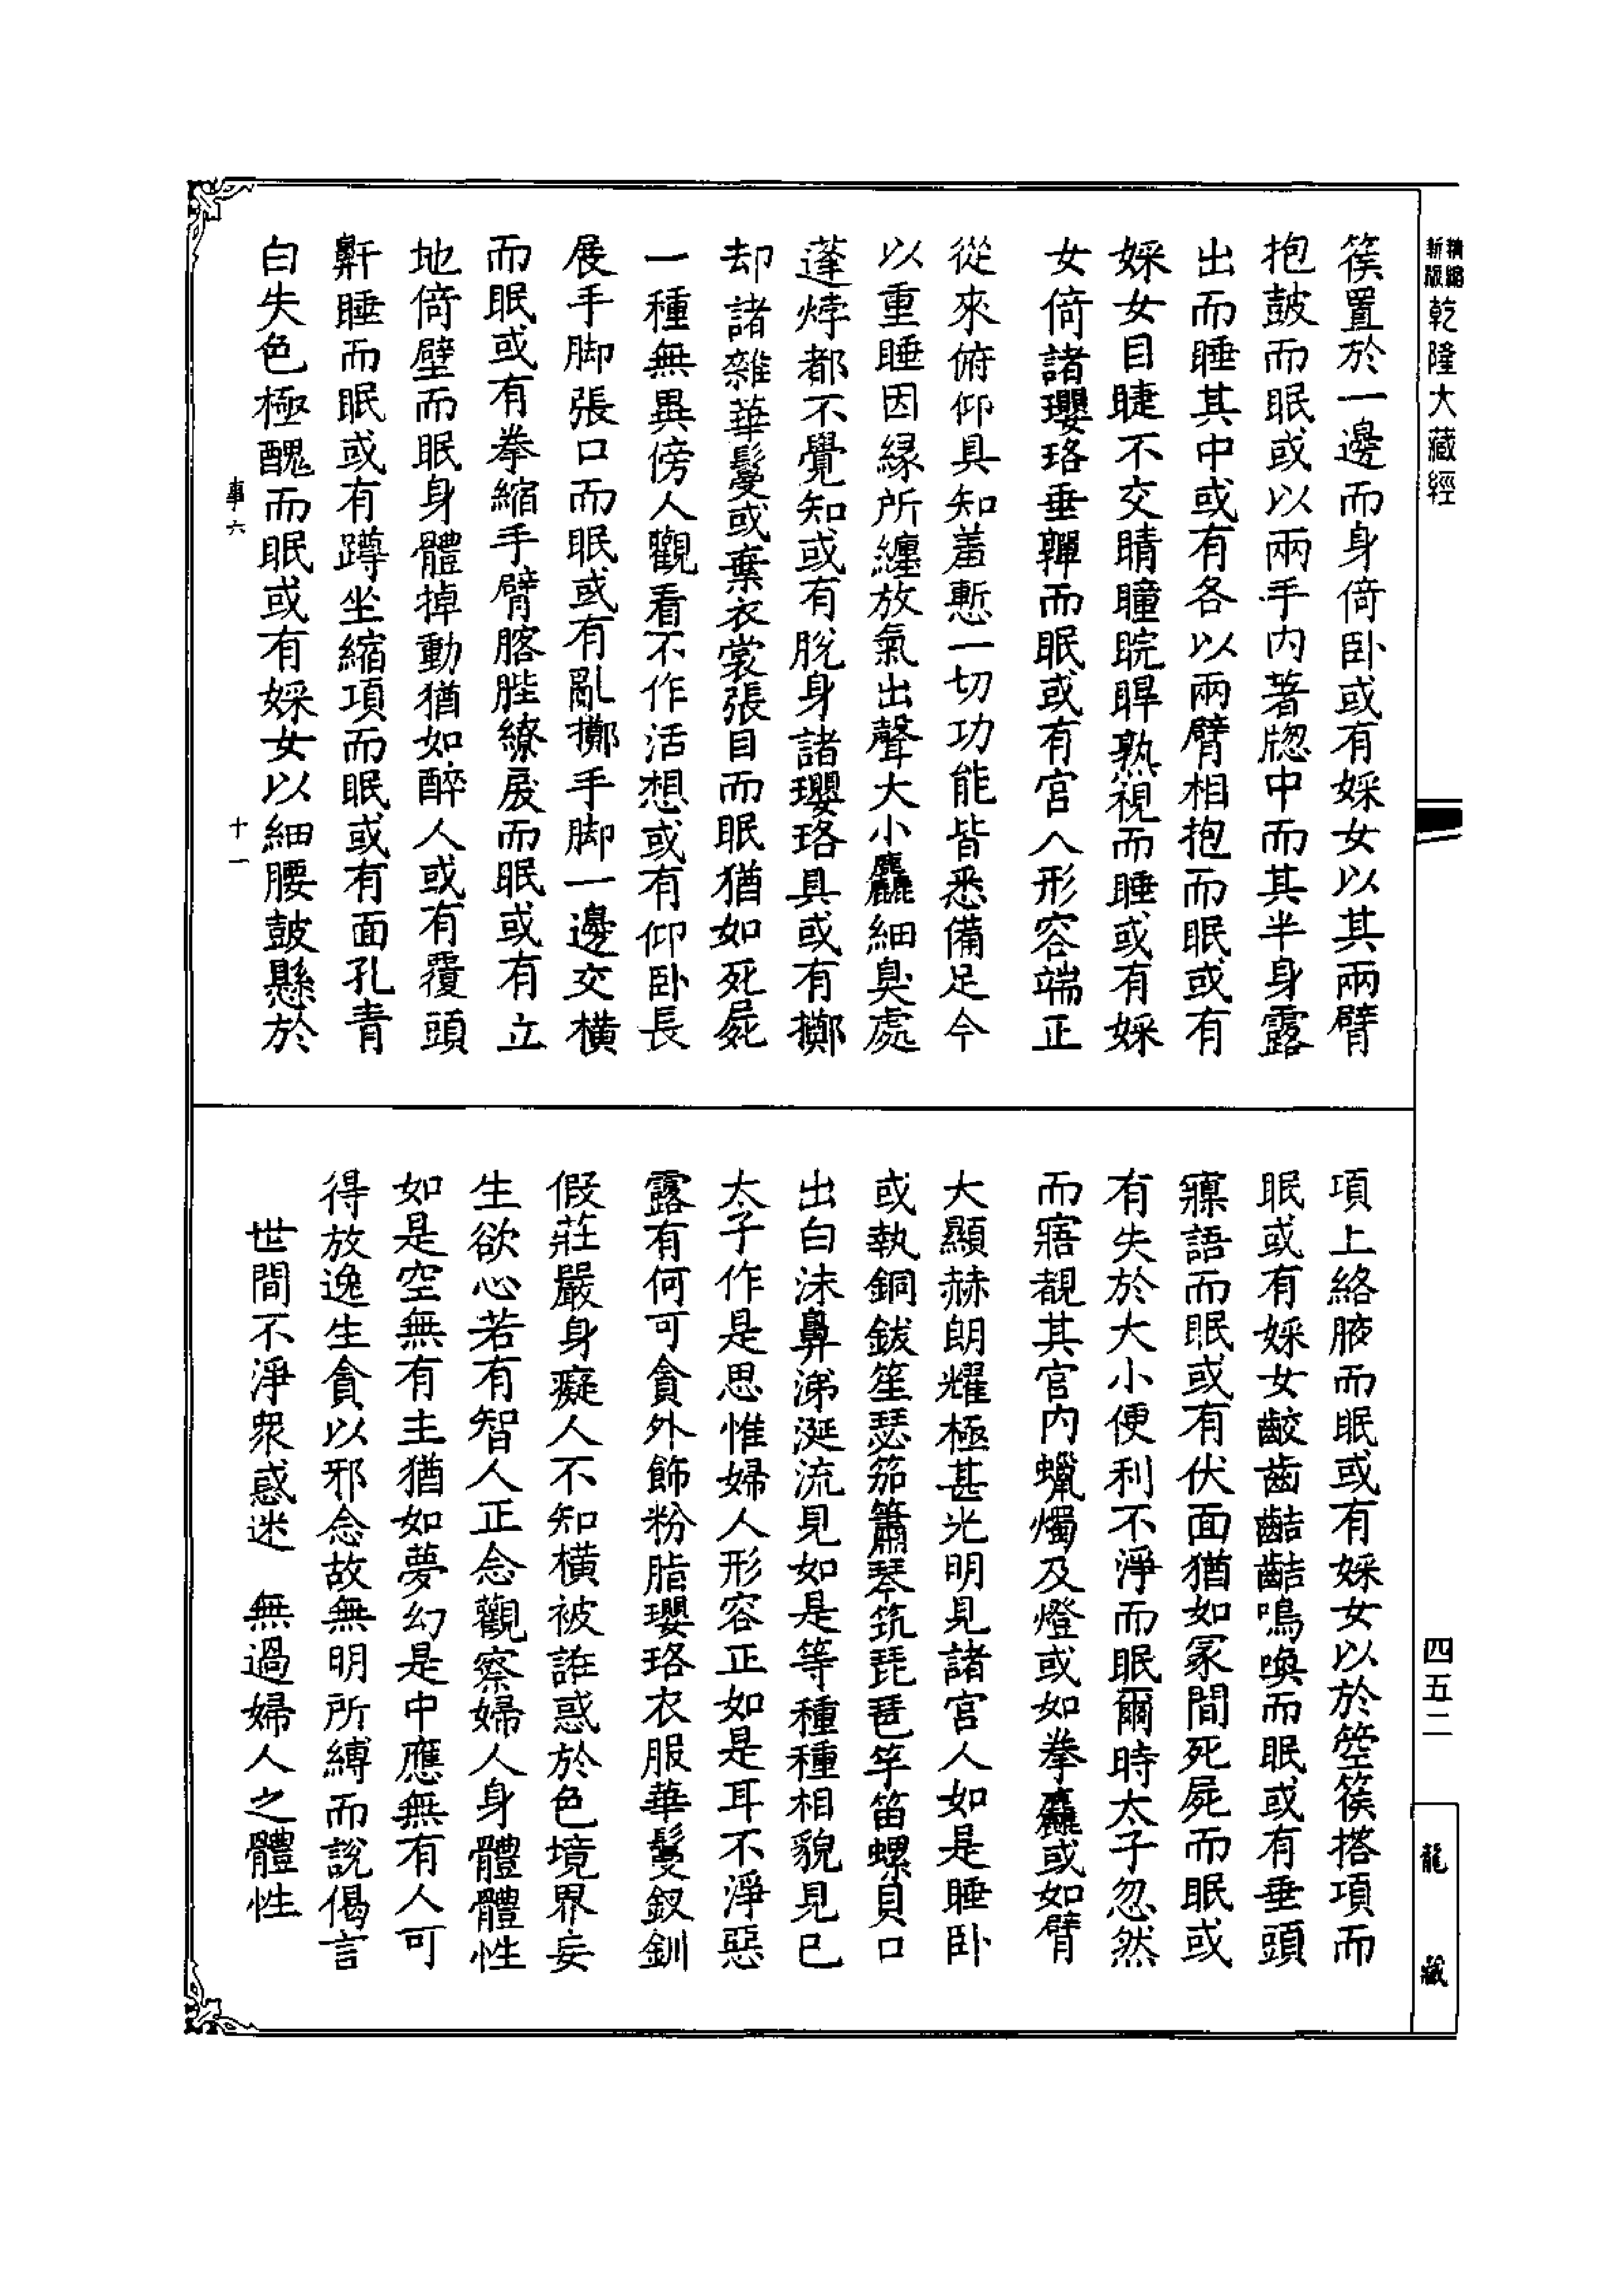 精縮
新版
乾隆大藏經
篌置於一邊而身倚卧或有婇女以其兩臂
抱鼓而眠或以兩手内著牎中而其半身露
出而睡其中或有各以兩臂相抱而眠或有
婇女目睫不交睛瞳睆睅熟視而睡或有婇
女倚諸瓔珞垂嚲而眠或有宫人形容端正
從來俯仰具知羞慙一切功能皆悉備足今
以重睡因緣所纏放氣出聲大小麤細臭處
蓬㶿都不覺知或有脫身諸瓔珞具或有擲
却諸雜華鬘或棄衣裳張目而眠猶如死屍
一種無異傍人觀看不作活想或有仰卧長
展手脚張口而眠或有亂擲手脚一邊交橫
而眠或有拳縮手臂髂䏶繚戾而眠或有立
地倚壁而眠身體掉動猶如醉人或有覆頭
鼾睡而眠或有蹲坐縮項而眠或有面孔青
白失色極醜而眠或有婇女以細腰鼓懸於
事六
十一
項上絡腋而眠或有婇女以於箜篌搭項而
眠或有婇女齩齒齰齰鳴喚而眠或有垂頭
寱語而眠或有伏面猶如冢間死屍而眠或
有失於大小便利不淨而眠爾時太子忽然
而寤覩其宫内蠟燭及燈或如拳麤或如臂
大顯赫朗耀極甚光明見諸宫人如是睡卧
或執銅鈸笙瑟笳簫琴筑琵琶竽笛螺貝口
出白沬鼻涕涎流見如是等種種相貌見已
太子作是思惟婦人形容正如是耳不淨惡
露有何可貪外飾粉脂瓔珞衣服華鬘釵釧
假莊嚴身癡人不知橫被誑惑於色境界妄
生欲心若有智人正念觀察婦人身體體性
如是空無有主猶如夢幻是中應無有人可
得放逸生貪以邪念故無明所縛而說偈言
世間不淨衆惑迷　無過婦人之體性
四五二
龍藏